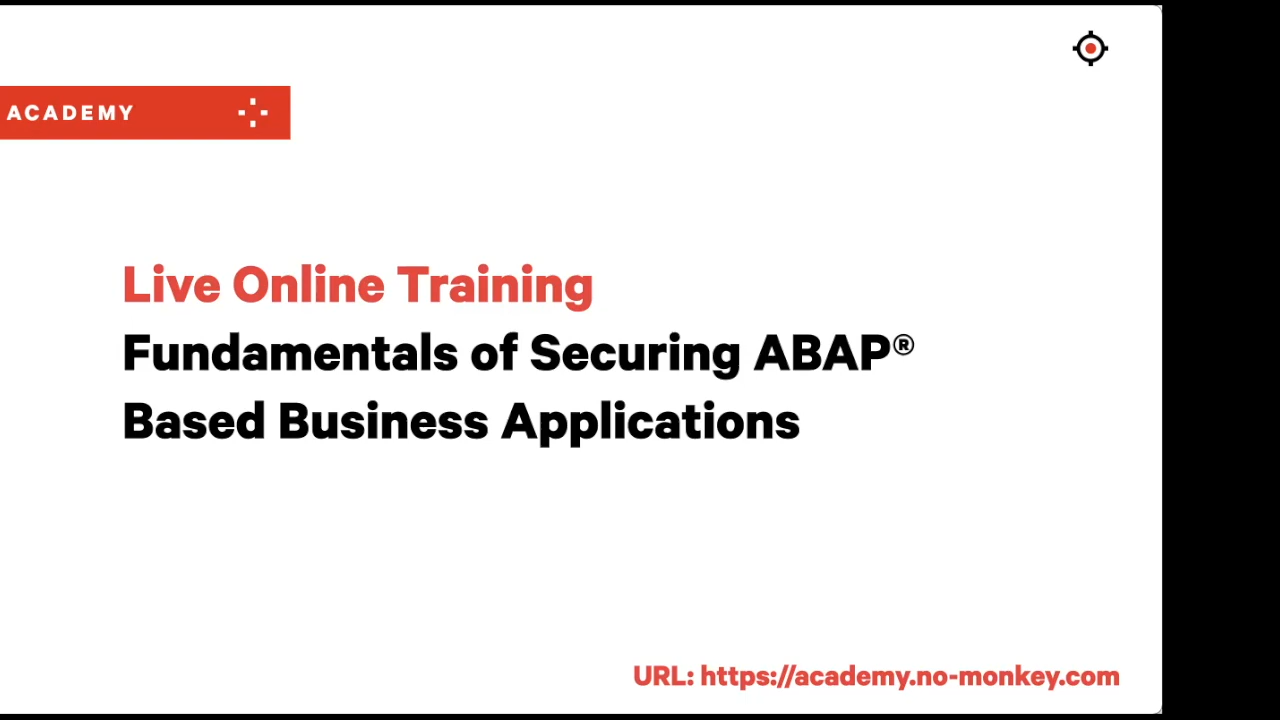 ACADEMY
Live Online Training
Fundamentals of Securing ABAP®
Based Business Applications
URL: https://academy.no-monkey.com